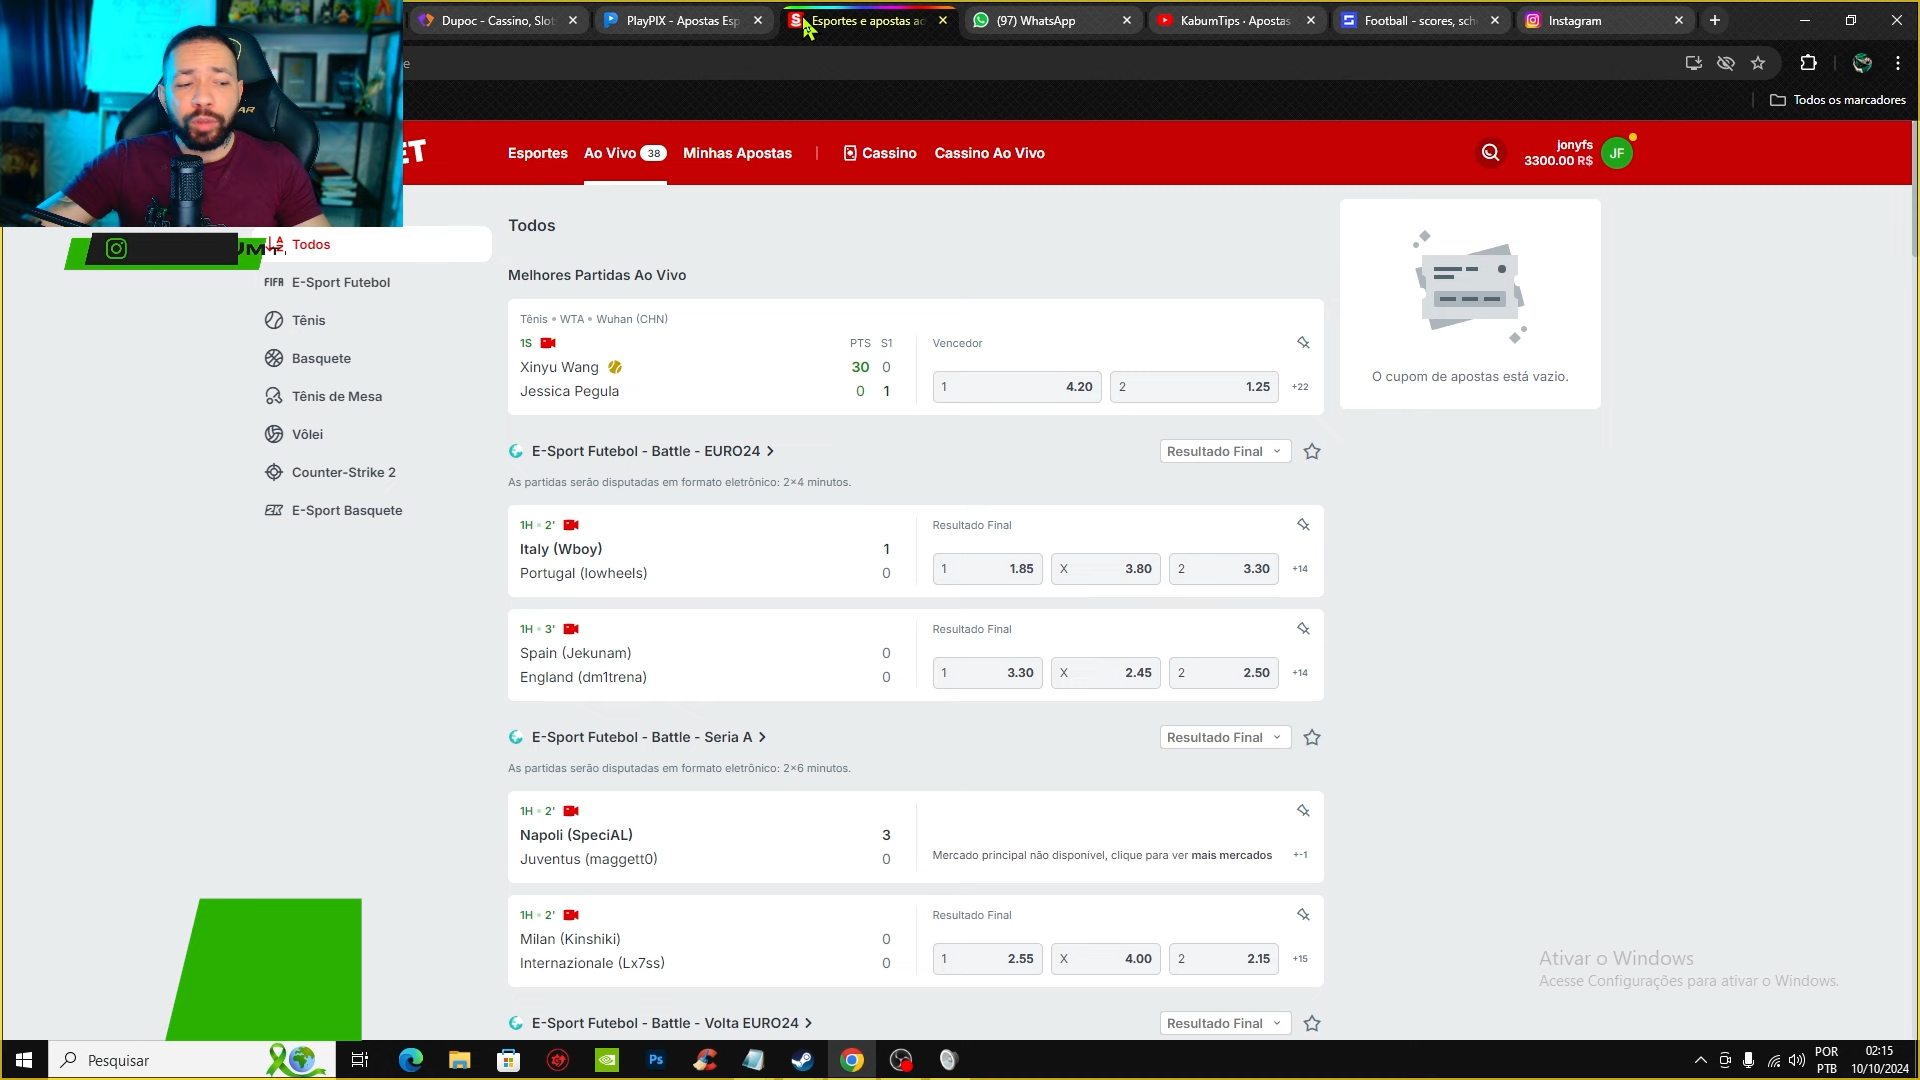 Dupoc - Cassino, Slot
PlayPIX - Apostas Esp
Esportes e apostas ao
(97) WhatsApp
KabumTips · Apostas
Football - scores, sch
Instagram
Todos os marcadores
ET
Esportes
Ao Vivo 38
Minhas Apostas
Cassino
Cassino Ao Vivo
jonyfs
3300.00 R$
JF
Todos
E-Sport Futebol
Tênis
Basquete
Tênis de Mesa
Vôlei
Counter-Strike 2
E-Sport Basquete
Todos
Melhores Partidas Ao Vivo
Tênis • WTA • Wuhan (CHN)
1S PTS S1 Vencedor
Xinyu Wang 30 0
Jessica Pegula 0 1
1 4.20 2 1.25 +22
E-Sport Futebol - Battle - EURO24
Resultado Final
As partidas serão disputadas em formato eletrônico: 2x4 minutos.
1H • 2' Resultado Final
Italy (Wboy) 1
Portugal (lowheels) 0
1 1.85 X 3.80 2 3.30 +14
1H • 3' Resultado Final
Spain (Jekunam) 0
England (dm1trena) 0
1 3.30 X 2.45 2 2.50 +14
E-Sport Futebol - Battle - Seria A
Resultado Final
As partidas serão disputadas em formato eletrônico: 2x6 minutos.
1H • 2'
Napoli (SpeciAL) 3
Juventus (maggett0) 0
Mercado principal não disponível, clique para ver mais mercados +-1
1H • 2' Resultado Final
Milan (Kinshiki) 0
Internazionale (Lx7ss) 0
1 2.55 X 4.00 2 2.15 +15
E-Sport Futebol - Battle - Volta EURO24
Resultado Final
O cupom de apostas está vazio.
Ativar o Windows
Acesse Configurações para ativar o Windows.
Pesquisar
POR
PTB
02:15
10/10/2024